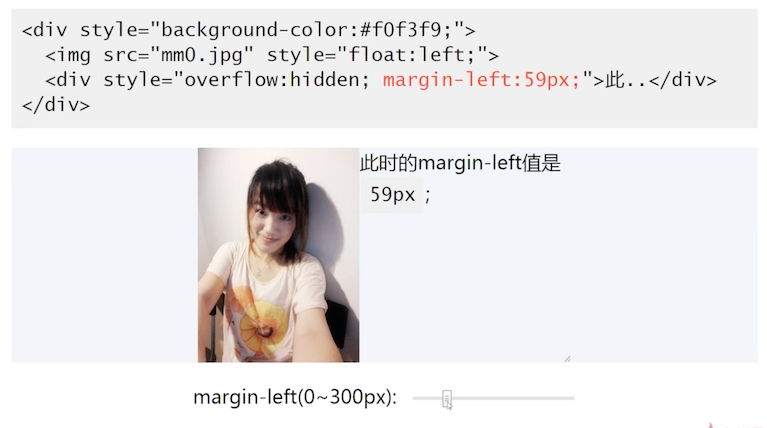 <div style="background-color:#f0f3f9;">
<img src="mm0.jpg" style="float:left;">
<div style="overflow:hidden; margin-left:59px;">此..</div>
</div>
此时的margin-left值是
59px；
margin-left(0~300px):